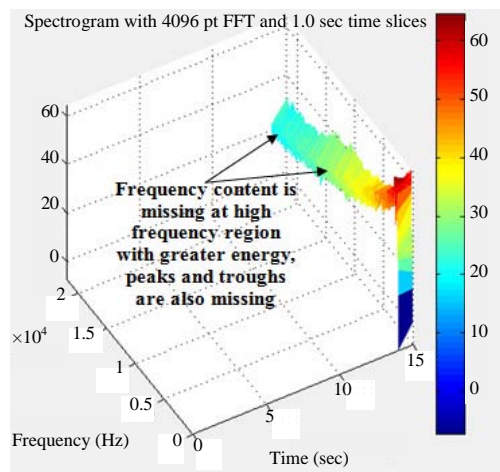 Spectrogram with 4096 pt FFT and 1.0 sec time slices
60
40
20
0
60
50
40
30
20
10
0
Frequency content is
missing at high
frequency region
with greater energy,
peaks and troughs
are also missing
2
1.5
1
0.5
0
×10⁴
0
5
10
15
Frequency (Hz)
Time (sec)